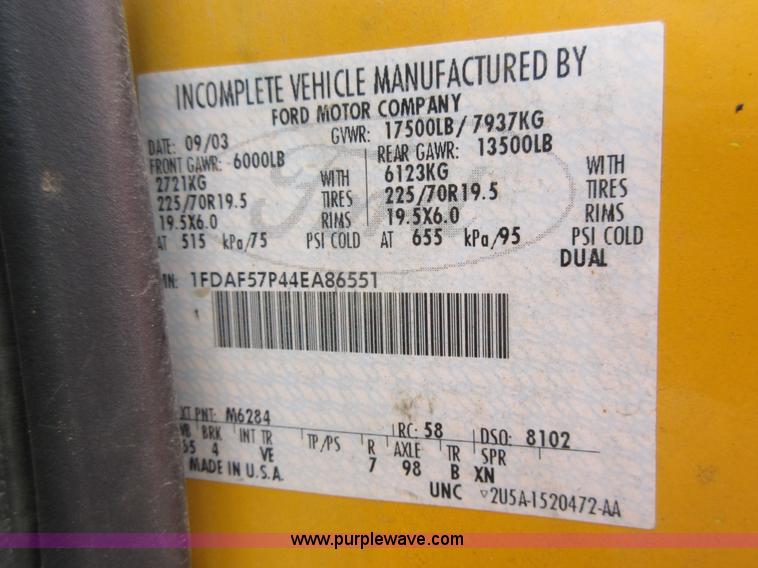 INCOMPLETE VEHICLE MANUFACTURED BY
FORD MOTOR COMPANY
DATE: 09/03 GVWR: 17500LB/ 7937KG
FRONT GAWR: 6000LB REAR GAWR: 13500LB
2721KG WITH 6123KG WITH
225/70R19.5 TIRES 225/70R19.5 TIRES
19.5X6.0 RIMS 19.5X6.0 RIMS
AT 515 kPa/75 PSI COLD AT 655 kPa/95 PSI COLD
DUAL
1FDAF57P44EA86551
PNT: M6284 RC: 58 DSO: 8102
BRK INT TR TP/PS R AXLE TR SPR
4 VE 7 98 B XN
MADE IN U.S.A.
UNC 2U5A-1520472-AA
www.purplewave.com